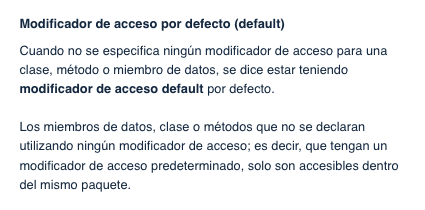 Modificador de acceso por defecto (default)
Cuando no se especifica ningún modificador de acceso para una
clase, método o miembro de datos, se dice estar teniendo
modificador de acceso default por defecto.
Los miembros de datos, clase o métodos que no se declaran
utilizando ningún modificador de acceso; es decir, que tengan un
modificador de acceso predeterminado, solo son accesibles dentro
del mismo paquete.